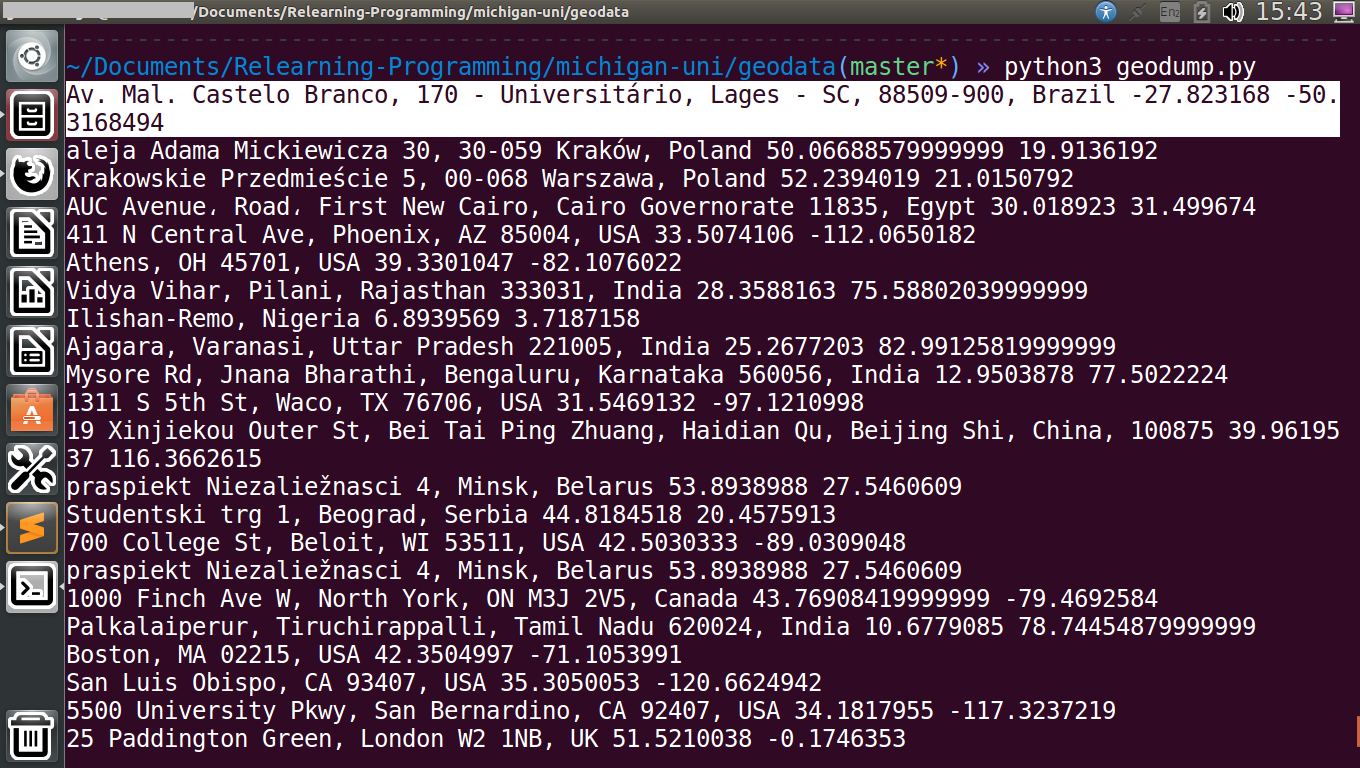 /Documents/Relearning-Programming/michigan-uni/geodata
En2
15:43
~/Documents/Relearning-Programming/michigan-uni/geodata(master*) » python3 geodump.py
Av. Mal. Castelo Branco, 170 - Universitário, Lages - SC, 88509-900, Brazil -27.823168 -50.
3168494
aleja Adama Mickiewicza 30, 30-059 Kraków, Poland 50.06688579999999 19.9136192
Krakowskie Przedmieście 5, 00-068 Warszawa, Poland 52.2394019 21.0150792
AUC Avenue، Road، First New Cairo, Cairo Governorate 11835, Egypt 30.018923 31.499674
411 N Central Ave, Phoenix, AZ 85004, USA 33.5074106 -112.0650182
Athens, OH 45701, USA 39.3301047 -82.1076022
Vidya Vihar, Pilani, Rajasthan 333031, India 28.3588163 75.58802039999999
Ilishan-Remo, Nigeria 6.8939569 3.7187158
Ajagara, Varanasi, Uttar Pradesh 221005, India 25.2677203 82.99125819999999
Mysore Rd, Jnana Bharathi, Bengaluru, Karnataka 560056, India 12.9503878 77.5022224
1311 S 5th St, Waco, TX 76706, USA 31.5469132 -97.1210998
19 Xinjiekou Outer St, Bei Tai Ping Zhuang, Haidian Qu, Beijing Shi, China, 100875 39.96195
37 116.3662615
praspiekt Niezaliežnasci 4, Minsk, Belarus 53.8938988 27.5460609
Studentski trg 1, Beograd, Serbia 44.8184518 20.4575913
700 College St, Beloit, WI 53511, USA 42.5030333 -89.0309048
praspiekt Niezaliežnasci 4, Minsk, Belarus 53.8938988 27.5460609
1000 Finch Ave W, North York, ON M3J 2V5, Canada 43.76908419999999 -79.4692584
Palkalaiperur, Tiruchirappalli, Tamil Nadu 620024, India 10.6779085 78.74454879999999
Boston, MA 02215, USA 42.3504997 -71.1053991
San Luis Obispo, CA 93407, USA 35.3050053 -120.6624942
5500 University Pkwy, San Bernardino, CA 92407, USA 34.1817955 -117.3237219
25 Paddington Green, London W2 1NB, UK 51.5210038 -0.1746353